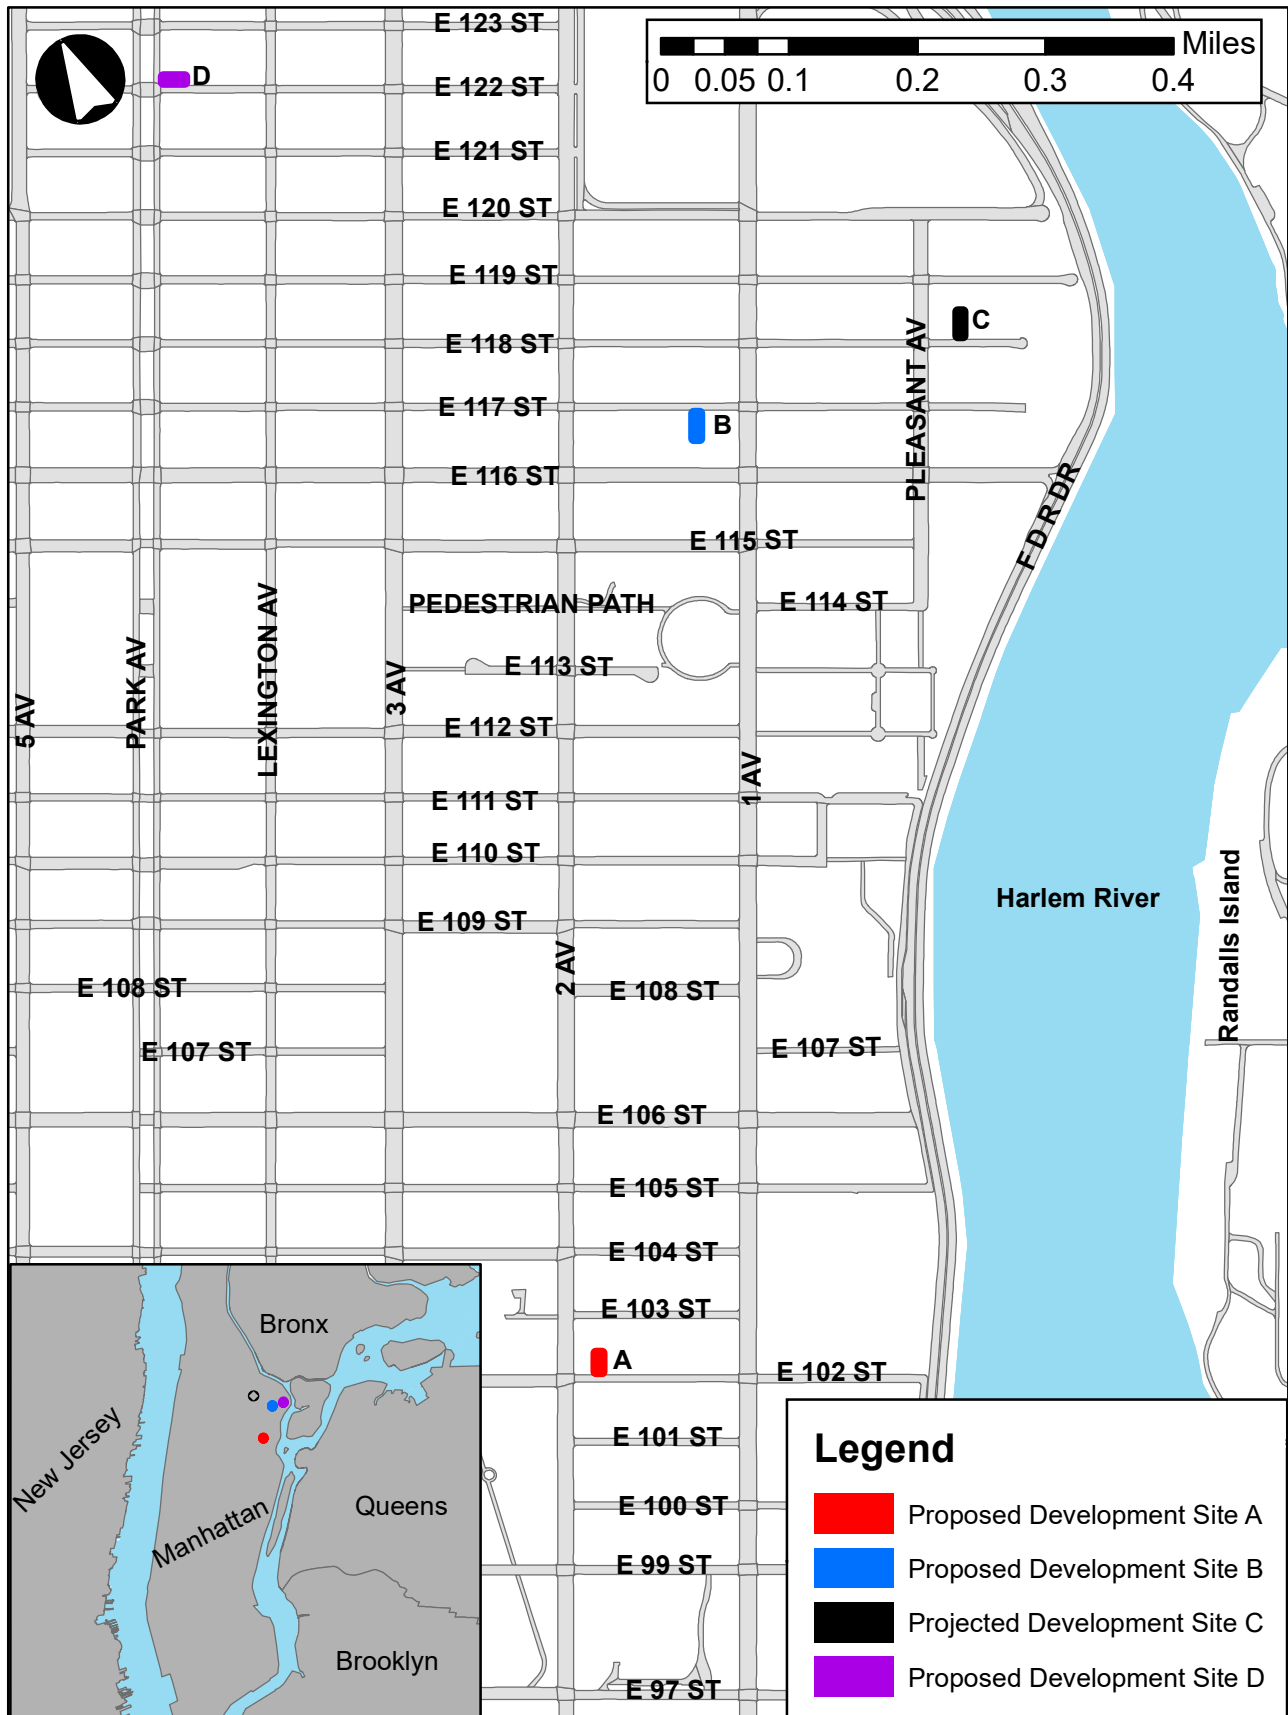 E 123 ST
Miles
0 0.05 0.1 0.2 0.3 0.4
D
E 122 ST
E 121 ST
E 120 ST
E 119 ST
C
E 118 ST
PLEASANT AV
E 117 ST
B
E 116 ST
F D R DR
E 115 ST
PEDESTRIAN PATH
E 114 ST
E 113 ST
5 AV
PARK AV
LEXINGTON AV
3 AV
E 112 ST
1 AV
E 111 ST
E 110 ST
Harlem River
Randalls Island
E 109 ST
2 AV
E 108 ST
E 108 ST
E 107 ST
E 107 ST
E 106 ST
E 105 ST
E 104 ST
E 103 ST
A
E 102 ST
E 101 ST
E 100 ST
E 99 ST
E 97 ST
Bronx
New Jersey
Manhattan
Queens
Brooklyn
Legend
Proposed Development Site A
Proposed Development Site B
Projected Development Site C
Proposed Development Site D